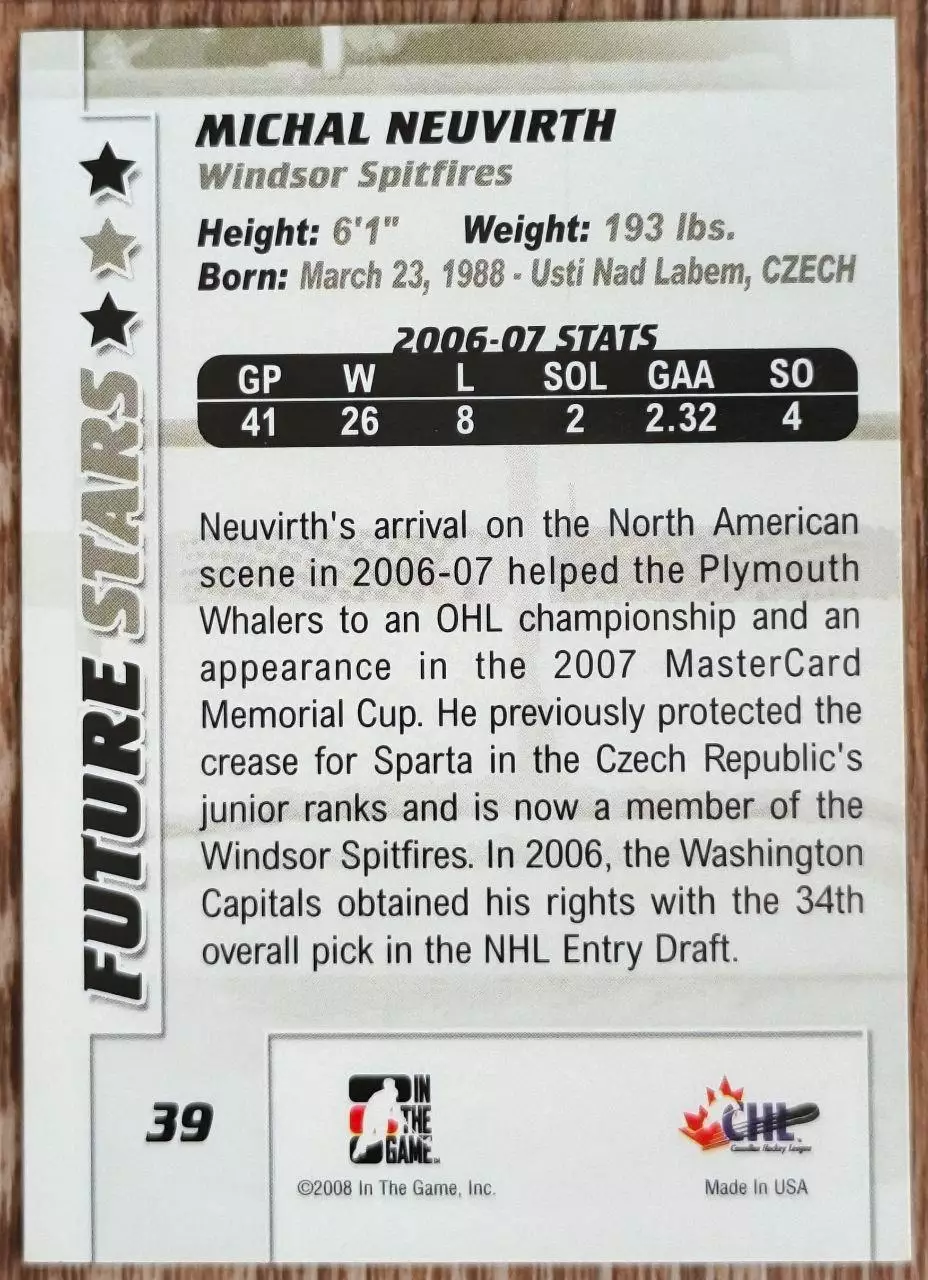 MICHAL NEUVIRTH
Windsor Spitfires
Height: 6'1" Weight: 193 lbs.
Born: March 23, 1988 - Usti Nad Labem, CZECH
2006-07 STATS
GP W L SOL GAA SO
41 26 8 2 2.32 4
FUTURE STARS
Neuvirth's arrival on the North American
scene in 2006-07 helped the Plymouth
Whalers to an OHL championship and an
appearance in the 2007 MasterCard
Memorial Cup. He previously protected the
crease for Sparta in the Czech Republic's
junior ranks and is now a member of the
Windsor Spitfires. In 2006, the Washington
Capitals obtained his rights with the 34th
overall pick in the NHL Entry Draft.
39
IN
THE
GAME
©2008 In The Game, Inc.
CHL
Canadian Hockey League
Made In USA